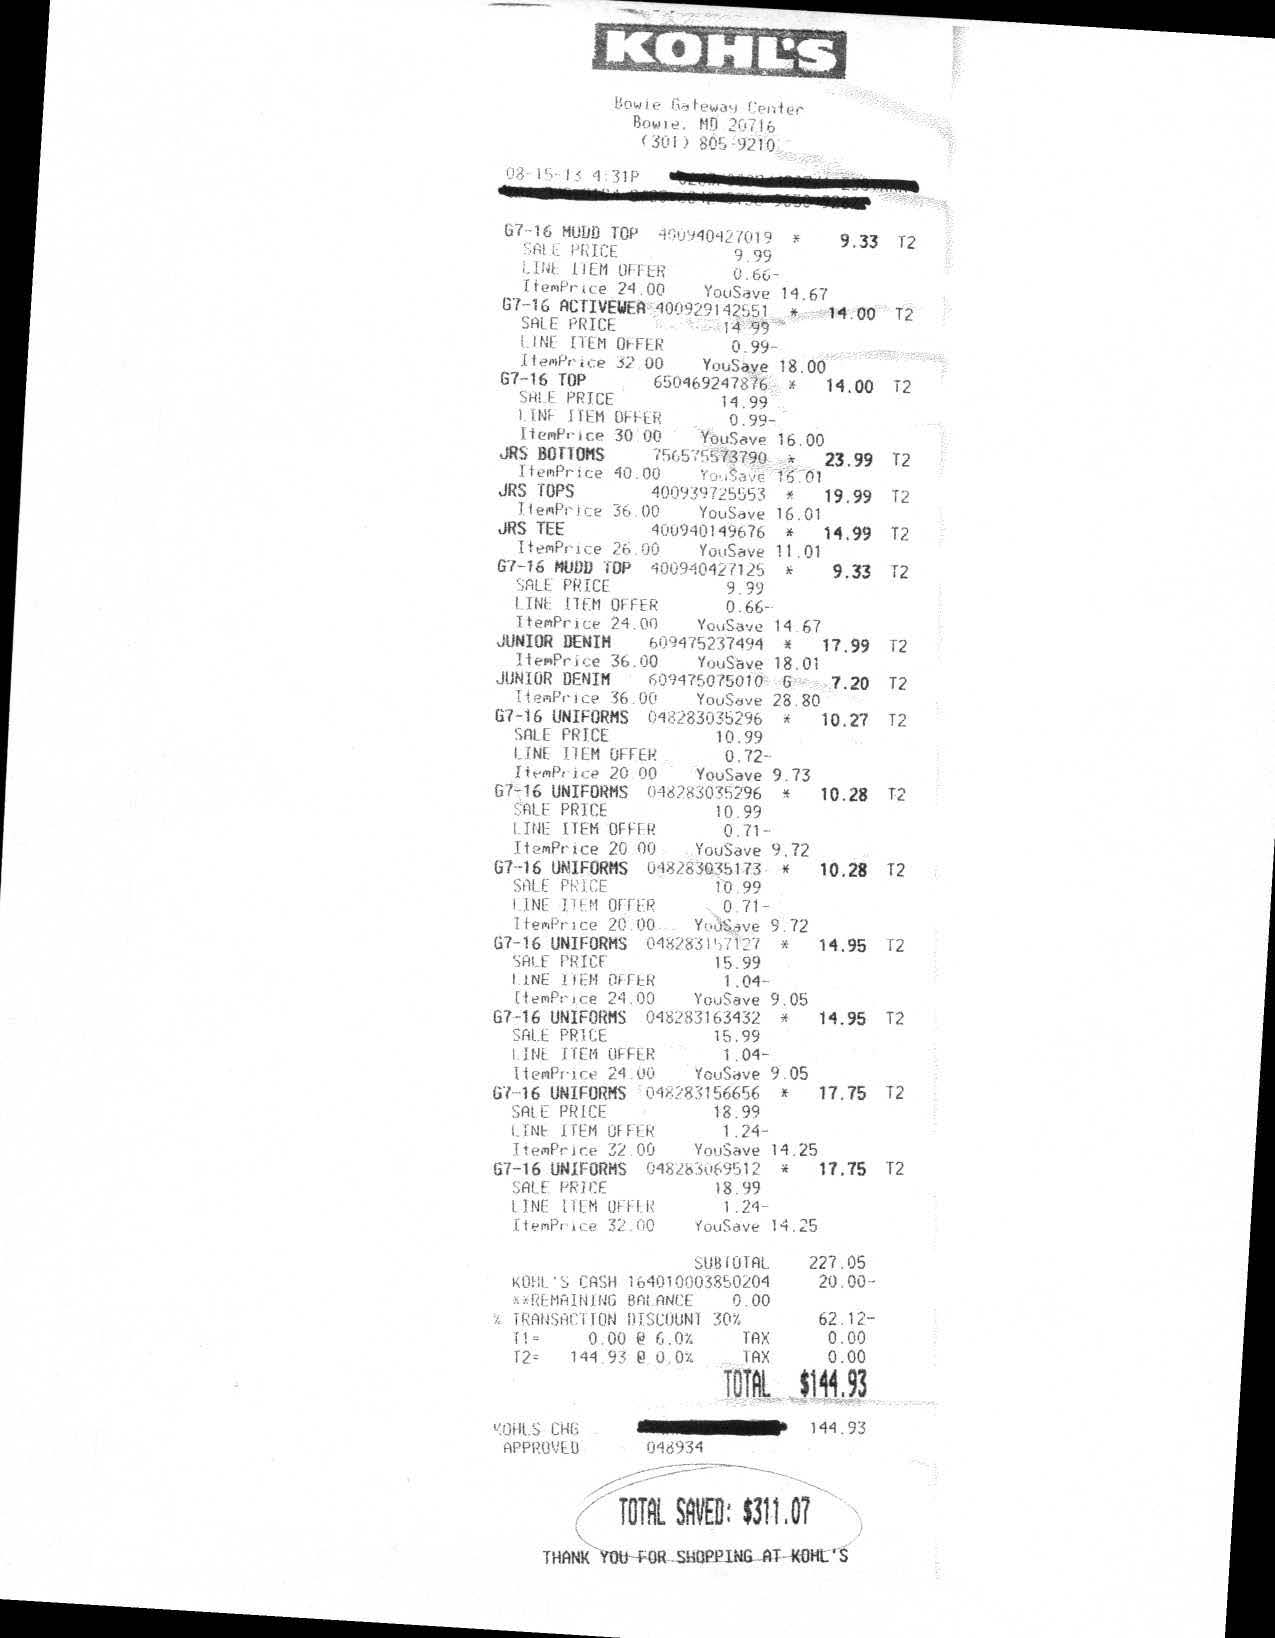 KOHL'S
Bowie Gateway Center
Bowie, MD 20716
(301) 805-9210
08-15-13 4:31P
G7-16 MUDD TOP 400940427019 * 9.33 T2
SALE PRICE 9.99
LINE ITEM OFFER 0.66-
ItemPrice 24.00 YouSave 14.67
G7-16 ACTIVEWEA 400929142551 * 14.00 T2
SALE PRICE 14.99
LINE ITEM OFFER 0.99-
ItemPrice 32.00 YouSave 18.00
G7-16 TOP 650469247876 * 14.00 T2
SALE PRICE 14.99
LINE ITEM OFFER 0.99-
ItemPrice 30.00 YouSave 16.00
JRS BOTTOMS 756575573790 * 23.99 T2
ItemPrice 40.00 YouSave 16.01
JRS TOPS 400939725553 * 19.99 T2
ItemPrice 36.00 YouSave 16.01
JRS TEE 400940149676 * 14.99 T2
ItemPrice 26.00 YouSave 11.01
G7-16 MUDD TOP 400940427125 * 9.33 T2
SALE PRICE 9.99
LINE ITEM OFFER 0.66-
ItemPrice 24.00 YouSave 14.67
JUNIOR DENIM 609475237494 * 17.99 T2
ItemPrice 36.00 YouSave 18.01
JUNIOR DENIM 609475075010 G 7.20 T2
ItemPrice 36.00 YouSave 28.80
G7-16 UNIFORMS 048283035296 * 10.27 T2
SALE PRICE 10.99
LINE ITEM OFFER 0.72-
ItemPrice 20.00 YouSave 9.73
G7-16 UNIFORMS 048283035296 * 10.28 T2
SALE PRICE 10.99
LINE ITEM OFFER 0.71-
ItemPrice 20.00 YouSave 9.72
G7-16 UNIFORMS 048283035173 * 10.28 T2
SALE PRICE 10.99
LINE ITEM OFFER 0.71-
ItemPrice 20.00 YouSave 9.72
G7-16 UNIFORMS 048283157127 * 14.95 T2
SALE PRICE 15.99
LINE ITEM OFFER 1.04-
ItemPrice 24.00 YouSave 9.05
G7-16 UNIFORMS 048283163432 * 14.95 T2
SALE PRICE 15.99
LINE ITEM OFFER 1.04-
ItemPrice 24.00 YouSave 9.05
G7-16 UNIFORMS 048283156656 * 17.75 T2
SALE PRICE 18.99
LINE ITEM OFFER 1.24-
ItemPrice 32.00 YouSave 14.25
G7-16 UNIFORMS 048283069512 * 17.75 T2
SALE PRICE 18.99
LINE ITEM OFFER 1.24-
ItemPrice 32.00 YouSave 14.25
SUBTOTAL 227.05
KOHL'S CASH 164010003850204 20.00-
**REMAINING BALANCE 0.00
% TRANSACTION DISCOUNT 30% 62.12-
T1= 0.00 @ 6.0% TAX 0.00
T2= 144.93 @ 0.0% TAX 0.00
TOTAL $144.93
KOHLS CHG 144.93
APPROVED 048934
TOTAL SAVED: $311.07
THANK YOU FOR SHOPPING AT KOHL'S